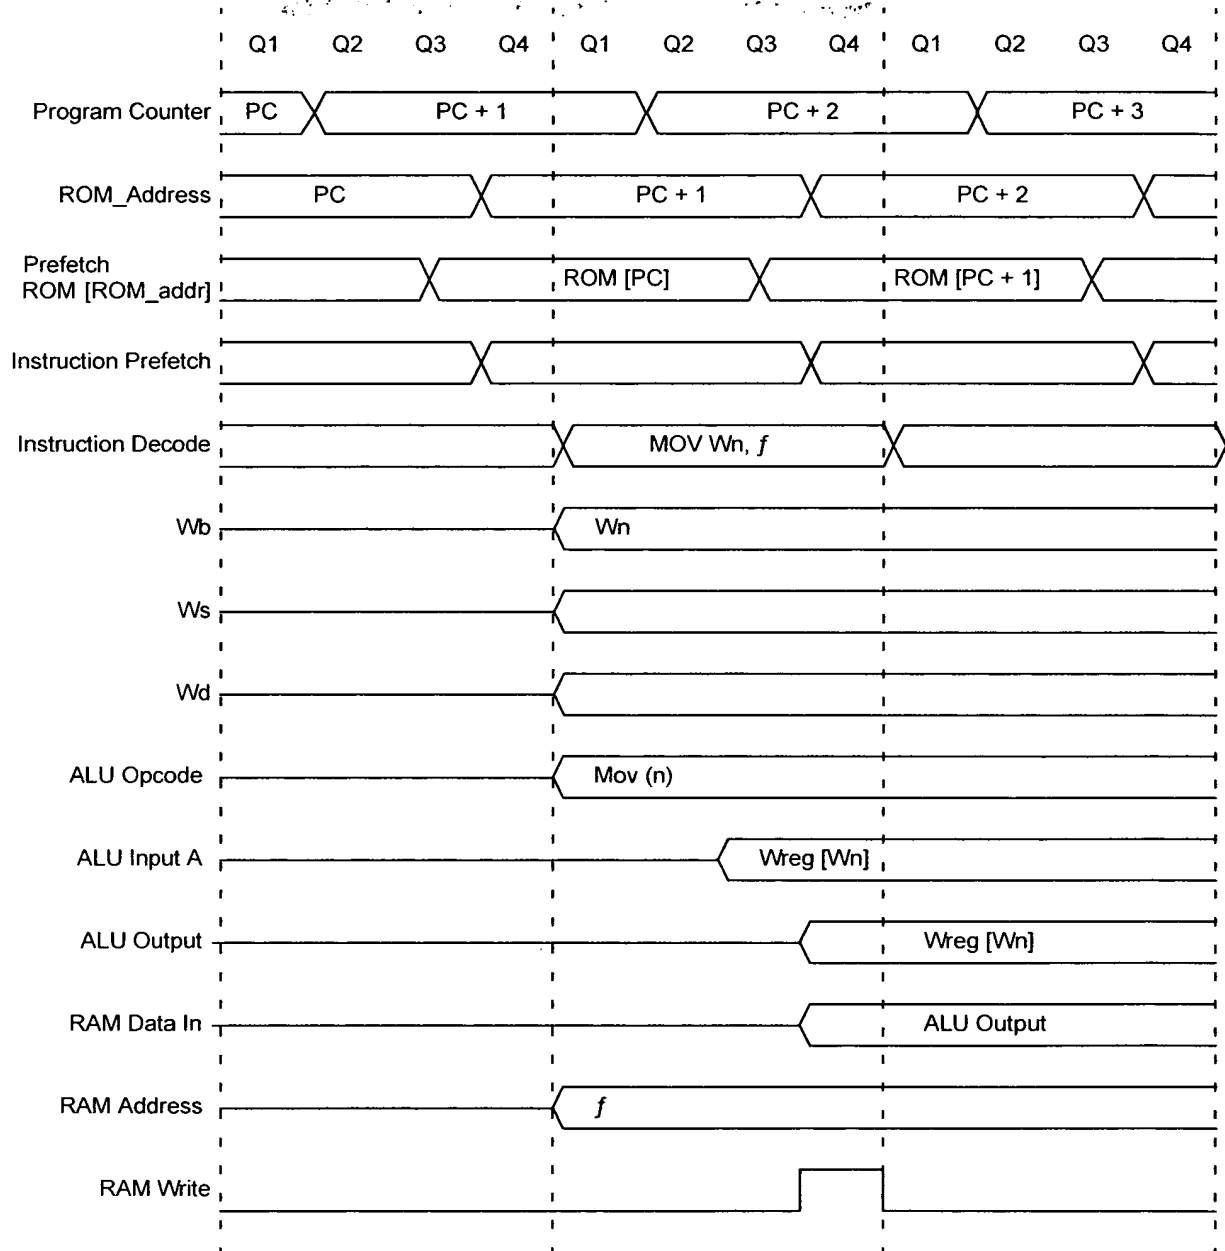 Q1 Q2 Q3 Q4 Q1 Q2 Q3 Q4 Q1 Q2 Q3 Q4
Program Counter PC PC + 1 PC + 2 PC + 3
ROM_Address PC PC + 1 PC + 2
Prefetch
ROM [ROM_addr] ROM [PC] ROM [PC + 1]
Instruction Prefetch
Instruction Decode MOV Wn, f
Wb Wn
Ws
Wd
ALU Opcode Mov (n)
ALU Input A Wreg [Wn]
ALU Output Wreg [Wn]
RAM Data In ALU Output
RAM Address f
RAM Write